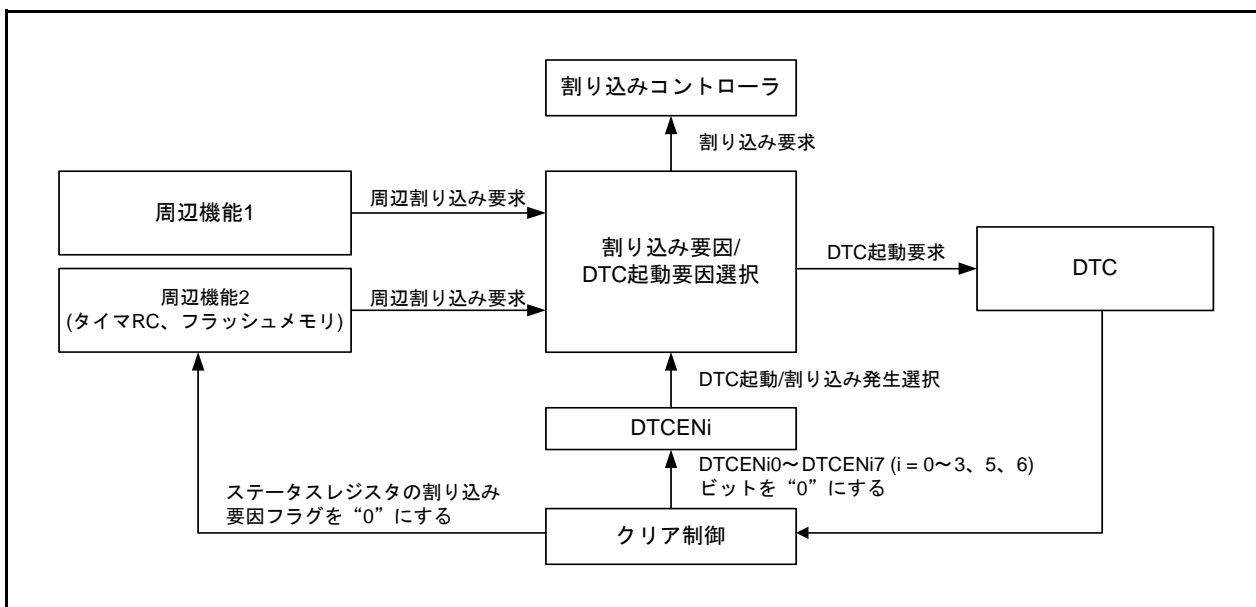 割り込みコントローラ
割り込み要求
周辺機能1
周辺割り込み要求
割り込み要因/
DTC起動要因選択
DTC起動要求
DTC
周辺機能2
(タイマRC、フラッシュメモリ)
周辺割り込み要求
DTC起動/割り込み発生選択
DTCENi
DTCENi0～DTCENi7 (i = 0～3、5、6)
ビットを“0”にする
ステータスレジスタの割り込み
要因フラグを“0”にする
クリア制御